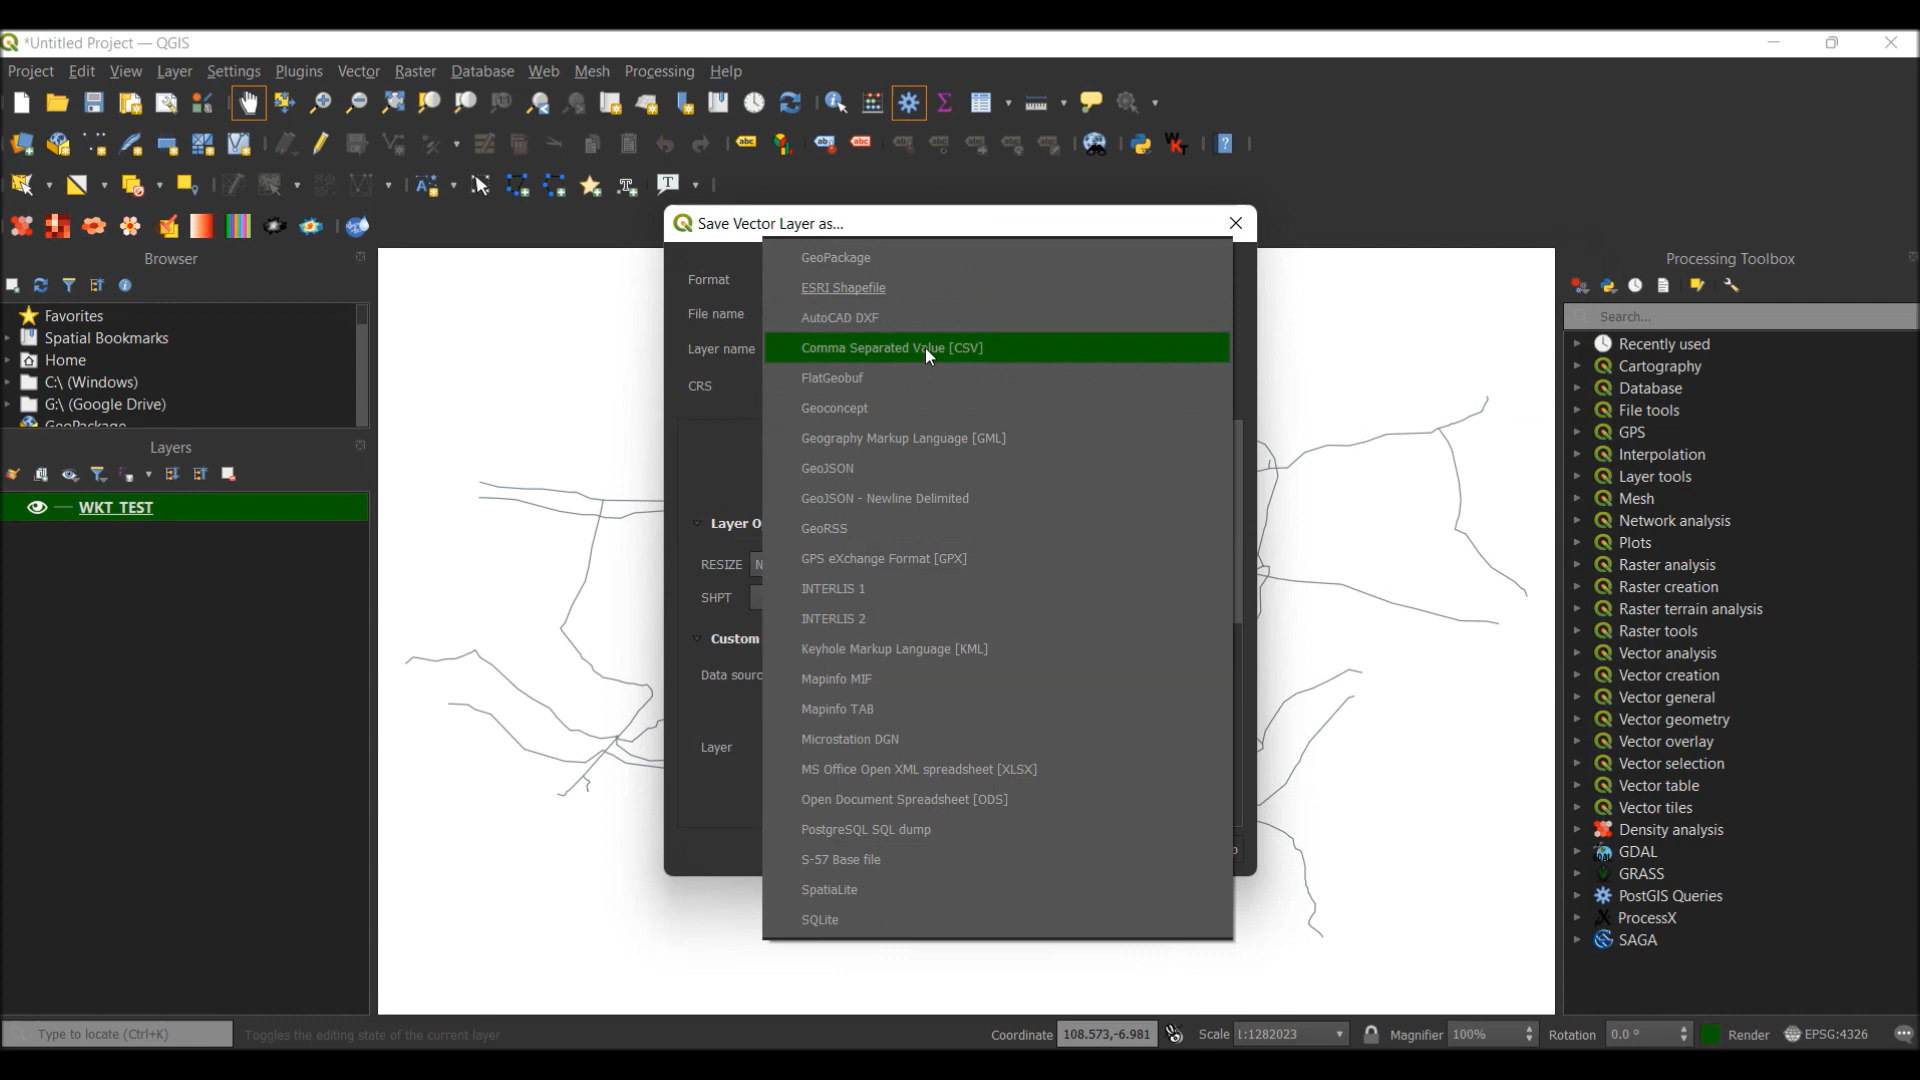 *Untitled Project — QGIS
Project Edit View Layer Settings Plugins Vector Raster Database Web Mesh Processing Help
Browser
Favorites
Spatial Bookmarks
Home
C:\ (Windows)
G:\ (Google Drive)
GeoPackage
Layers
WKT TEST
Save Vector Layer as...
Format
File name
Layer name
CRS
Layer O
RESIZE N
SHPT
Custom
Data sourc
Layer
GeoPackage
ESRI Shapefile
AutoCAD DXF
Comma Separated Value [CSV]
FlatGeobuf
Geoconcept
Geography Markup Language [GML]
GeoJSON
GeoJSON - Newline Delimited
GeoRSS
GPS eXchange Format [GPX]
INTERLIS 1
INTERLIS 2
Keyhole Markup Language [KML]
Mapinfo MIF
Mapinfo TAB
Microstation DGN
MS Office Open XML spreadsheet [XLSX]
Open Document Spreadsheet [ODS]
PostgreSQL SQL dump
S-57 Base file
SpatiaLite
SQLite
Processing Toolbox
Search...
Recently used
Cartography
Database
File tools
GPS
Interpolation
Layer tools
Mesh
Network analysis
Plots
Raster analysis
Raster creation
Raster terrain analysis
Raster tools
Vector analysis
Vector creation
Vector general
Vector geometry
Vector overlay
Vector selection
Vector table
Vector tiles
Density analysis
GDAL
GRASS
PostGIS Queries
ProcessX
SAGA
Type to locate (Ctrl+K) Toggles the editing state of the current layer Coordinate 108.573,-6.981 Scale 1:1282023 Magnifier 100% Rotation 0.0 ° Render EPSG:4326